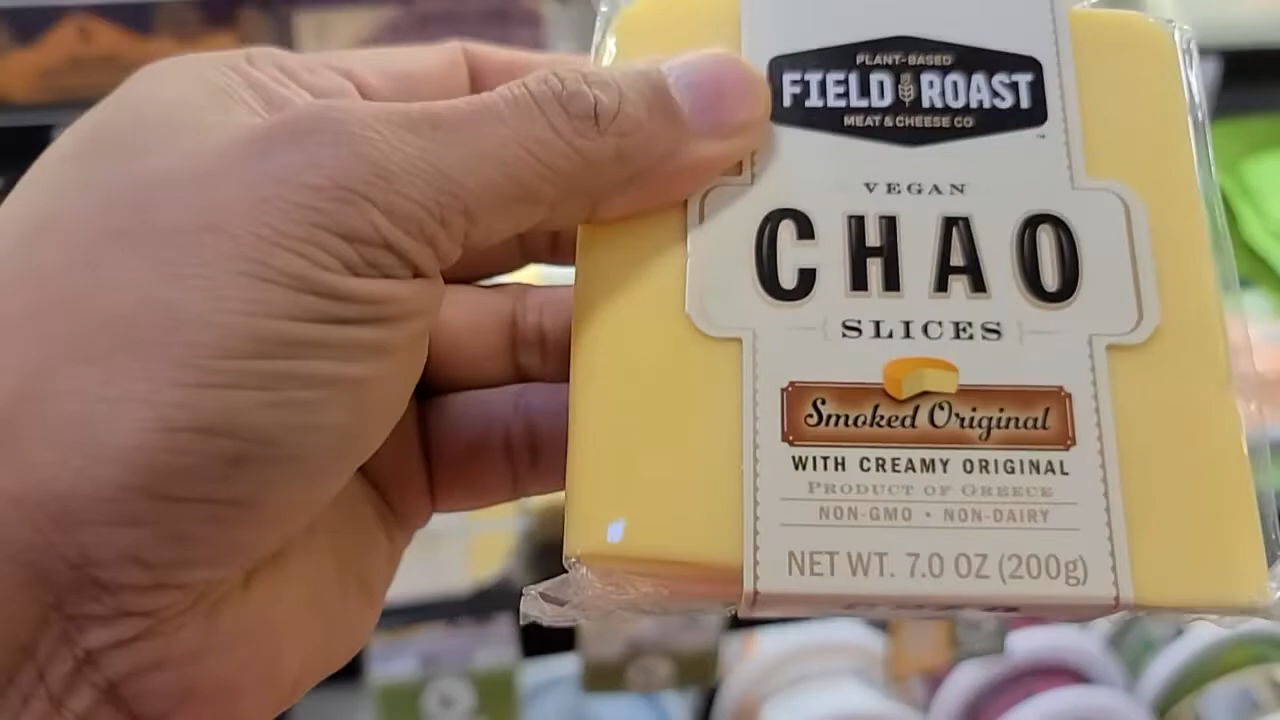 PLANT-BASED
FIELD ROAST
MEAT & CHEESE CO
™
VEGAN
CHAO
SLICES
Smoked Original
WITH CREAMY ORIGINAL
PRODUCT OF GREECE
NON-GMO • NON-DAIRY
NET WT. 7.0 OZ (200g)